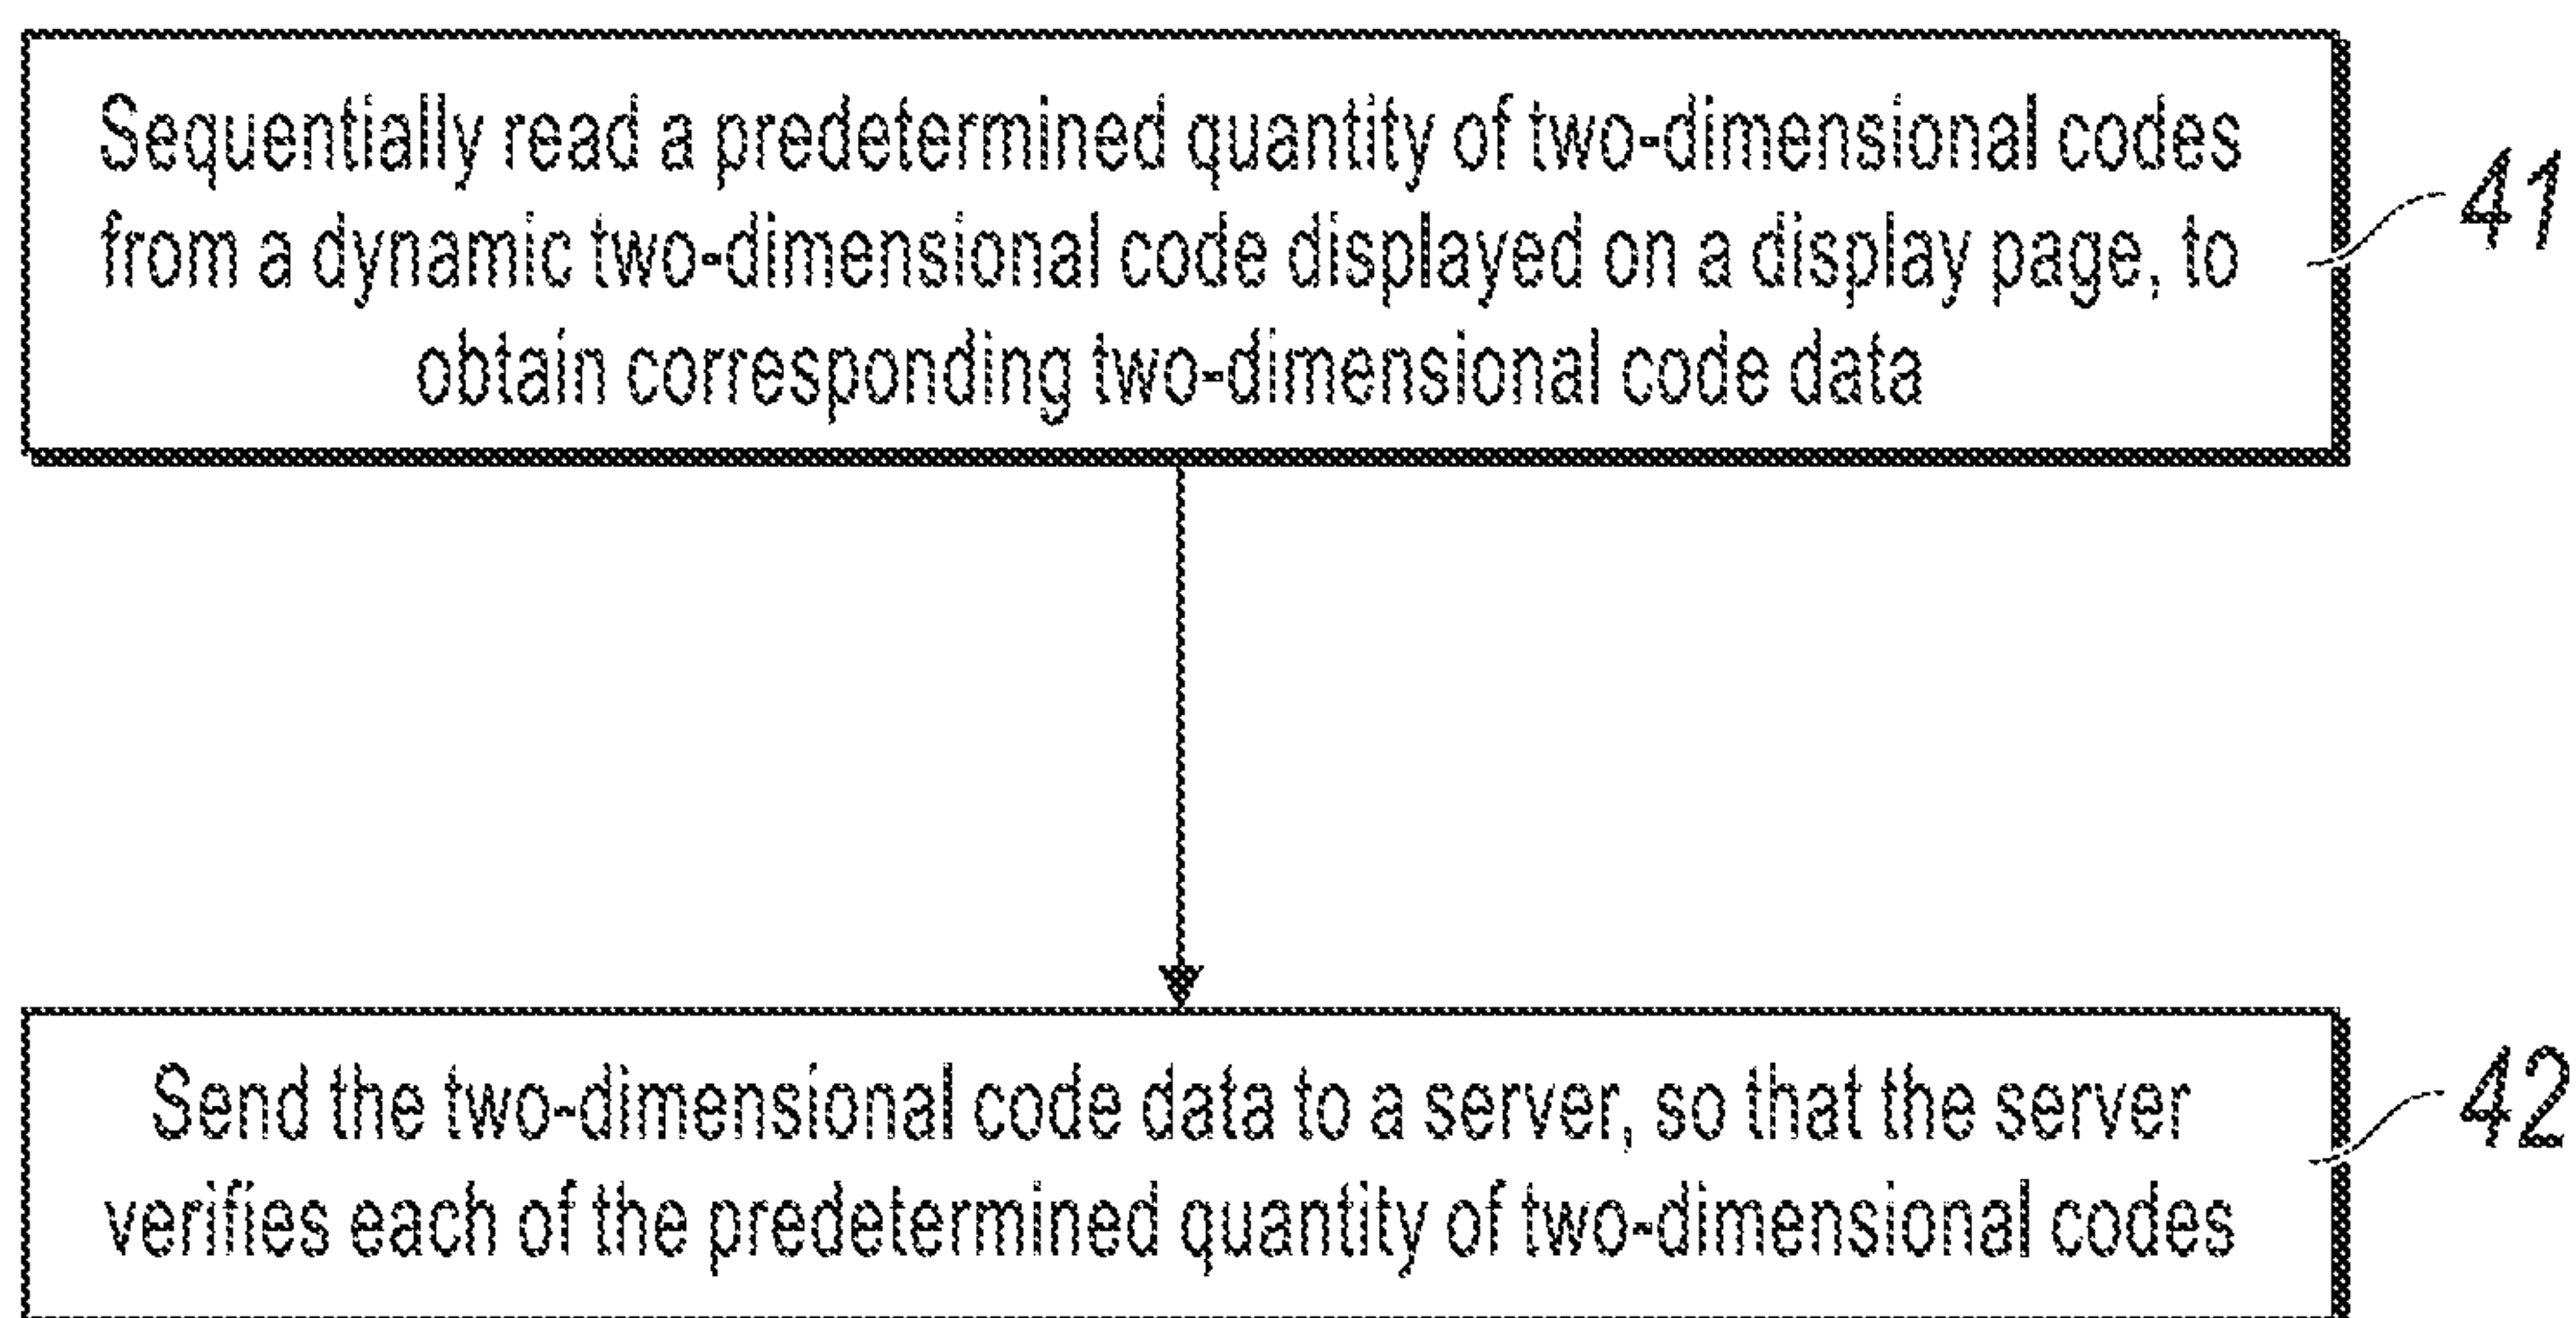 Sequentially read a predetermined quantity of two-dimensional codes
from a dynamic two-dimensional code displayed on a display page, to
obtain corresponding two-dimensional code data
41
Send the two-dimensional code data to a server, so that the server
verifies each of the predetermined quantity of two-dimensional codes
42